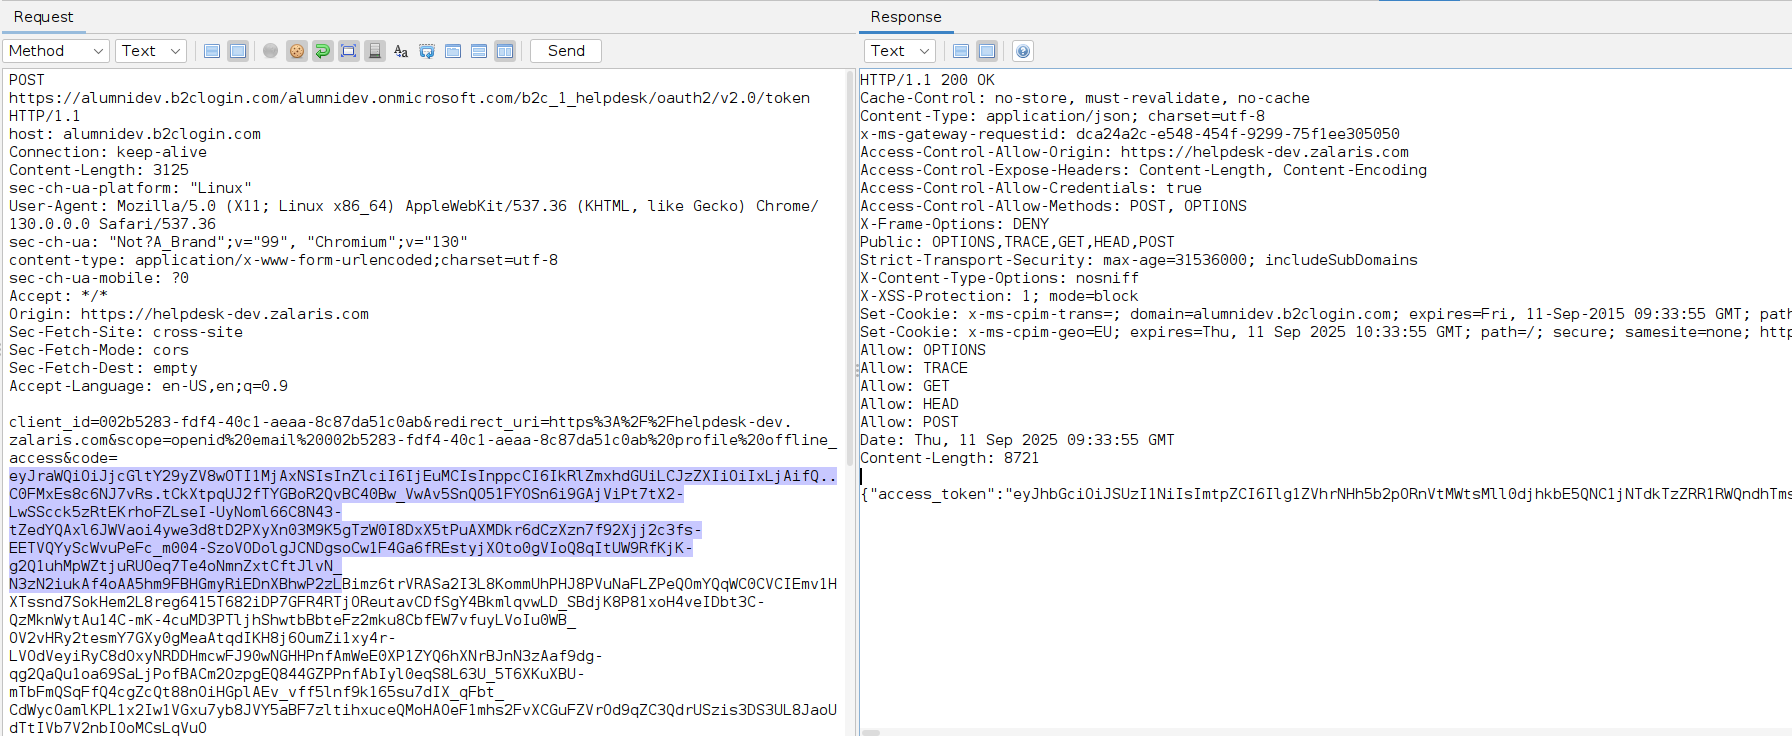 Request
Method
Text
Send
POST
https://alumnidev.b2clogin.com/alumnidev.onmicrosoft.com/b2c_1_helpdesk/oauth2/v2.0/token
HTTP/1.1
host: alumnidev.b2clogin.com
Connection: keep-alive
Content-Length: 3125
sec-ch-ua-platform: "Linux"
User-Agent: Mozilla/5.0 (X11; Linux x86_64) AppleWebKit/537.36 (KHTML, like Gecko) Chrome/
130.0.0.0 Safari/537.36
sec-ch-ua: "Not?A_Brand";v="99", "Chromium";v="130"
content-type: application/x-www-form-urlencoded;charset=utf-8
sec-ch-ua-mobile: ?0
Accept: */*
Origin: https://helpdesk-dev.zalaris.com
Sec-Fetch-Site: cross-site
Sec-Fetch-Mode: cors
Sec-Fetch-Dest: empty
Accept-Language: en-US,en;q=0.9
client_id=002b5283-fdf4-40c1-aeaa-8c87da51c0ab&redirect_uri=https%3A%2F%2Fhelpdesk-dev.
zalaris.com&scope=openid%20email%20002b5283-fdf4-40c1-aeaa-8c87da51c0ab%20profile%20offline_
access&code=
eyJraWQiOiJjcGltY29yZV8wOTI1MjAxNSIsInZlciI6IjEuMCIsInppcCI6IkRlZmxhdGUiLCJzZXIiOiIxLjAifQ..
C0FMxEs8c6NJ7vRs.tCkXtpqUJ2fTYGBoR2QvBC40Bw_VwAv5SnQO51FYOSn6i9GAjViPt7tX2-
LwSScck5zRtEKrhoFZLseI-UyNoml66C8N43-
tZedYQAxl6JWVaoi4ywe3d8tD2PXyXn03M9K5gTzW0I8DxX5tPuAXMDkr6dCzXzn7f92Xjj2c3fs-
EETVQYyScWvuPeFc_m004-SzoVODolgJCNDgsoCw1F4Ga6fREstyjXOto0gVIoQ8qItUW9RfKjK-
g2Q1uhMpWZtjuRUOeq7Te4oNmnZxtCftJlvN_
N3zN2iukAf4oAA5hm9FBHGmyRiEDnXBhwP2zLBimz6trVRASa2I3L8KommUhPHJ8PVuNaFLZPeQOmYQqWC0CVCIEmv1H
XTssnd7SokHem2L8reg6415T682iDP7GFR4RTjOReutavCDfSgY4BkmlqvwLD_SBdjK8P81xoH4veIDbt3C-
QzMknWytAu14C-mK-4cuMD3PTljhShwtbBbteFz2mku8CbfEW7vfuyLVoIu0WB_
OV2vHRy2tesmY7GXy0gMeaAtqdIKH8j6OumZi1xy4r-
LVOdVeyiRyC8dOxyNRDDHmcwFJ90wNGHHPnfAmWeE0XP1ZYQ6hXNrBJnN3zAaf9dg-
qg2QaQu1oa69SaLjPofBACm2OzpgEQ844GZPPnfAbIyl0eqS8L63U_5T6XKuXBU-
mTbFmQSqFfQ4cgZcQt88nOiHGplAEv_vff5lnf9k165su7dIX_qFbt_
CdWycOamlKPL1x2Iw1VGxu7yb8JVY5aBF7zltihxuceQMoHAOeF1mhs2FvXCGuFZVrOd9qZC3QdrUSzis3DS3UL8JaoU
dTtIVb7V2nbIOoMCsLqVuO
Response
Text
HTTP/1.1 200 OK
Cache-Control: no-store, must-revalidate, no-cache
Content-Type: application/json; charset=utf-8
x-ms-gateway-requestid: dca24a2c-e548-454f-9299-75f1ee305050
Access-Control-Allow-Origin: https://helpdesk-dev.zalaris.com
Access-Control-Expose-Headers: Content-Length, Content-Encoding
Access-Control-Allow-Credentials: true
Access-Control-Allow-Methods: POST, OPTIONS
X-Frame-Options: DENY
Public: OPTIONS,TRACE,GET,HEAD,POST
Strict-Transport-Security: max-age=31536000; includeSubDomains
X-Content-Type-Options: nosniff
X-XSS-Protection: 1; mode=block
Set-Cookie: x-ms-cpim-trans=; domain=alumnidev.b2clogin.com; expires=Fri, 11-Sep-2015 09:33:55 GMT; path
Set-Cookie: x-ms-cpim-geo=EU; expires=Thu, 11 Sep 2025 10:33:55 GMT; path=/; secure; samesite=none; http
Allow: OPTIONS
Allow: TRACE
Allow: GET
Allow: HEAD
Allow: POST
Date: Thu, 11 Sep 2025 09:33:55 GMT
Content-Length: 8721
{"access_token":"eyJhbGciOiJSUzI1NiIsImtpZCI6Ilg1ZVhrNHh5b2pORnVtMWtsMll0djhkbE5QNC1jNTdkTzZRR1RWQndhTms